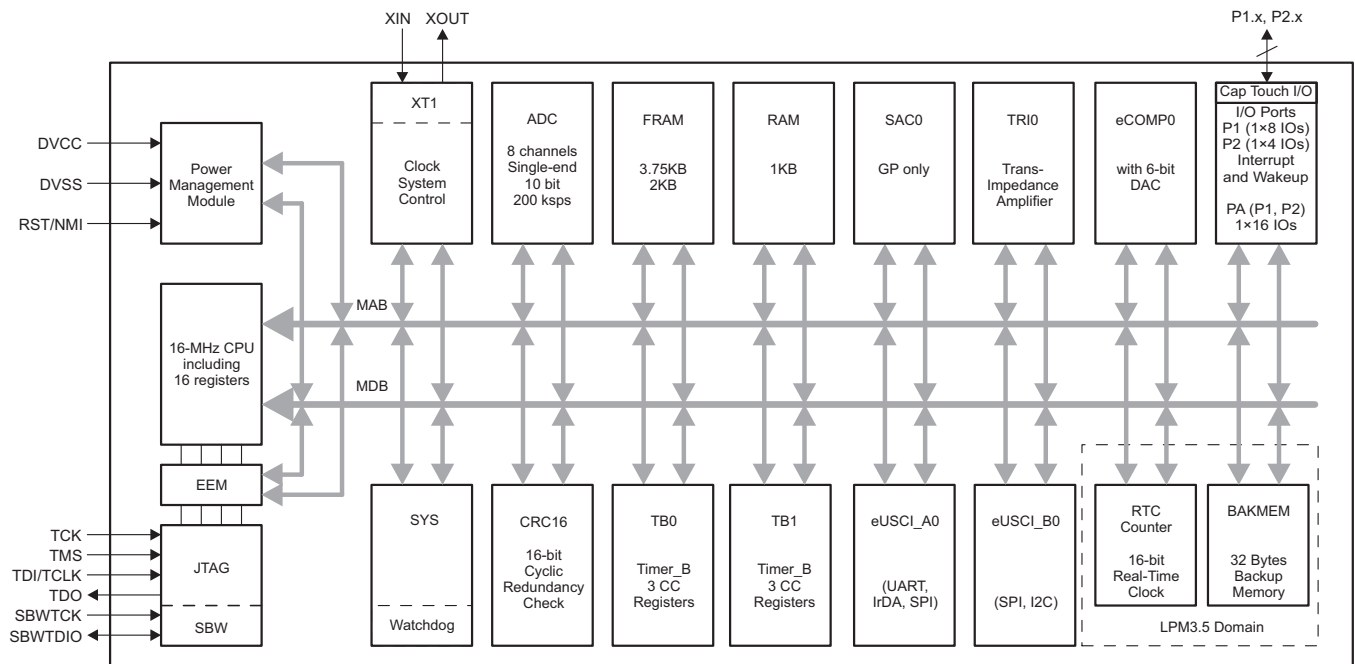 XIN XOUT
P1.x, P2.x
DVCC
DVSS
RST/NMI
Power
Management
Module
XT1
Clock
System
Control
ADC
8 channels
Single-end
10 bit
200 ksps
FRAM
3.75KB
2KB
RAM
1KB
SAC0
GP only
TRI0
Trans-
Impedance
Amplifier
eCOMP0
with 6-bit
DAC
Cap Touch I/O
I/O Ports
P1 (1×8 IOs)
P2 (1×4 IOs)
Interrupt
and Wakeup
PA (P1, P2)
1×16 IOs
MAB
16-MHz CPU
including
16 registers
MDB
EEM
TCK
TMS
TDI/TCLK
TDO
SBWTCK
SBWTDIO
JTAG
SBW
SYS
Watchdog
CRC16
16-bit
Cyclic
Redundancy
Check
TB0
Timer_B
3 CC
Registers
TB1
Timer_B
3 CC
Registers
eUSCI_A0
(UART,
IrDA, SPI)
eUSCI_B0
(SPI, I2C)
RTC
Counter
16-bit
Real-Time
Clock
BAKMEM
32 Bytes
Backup
Memory
LPM3.5 Domain